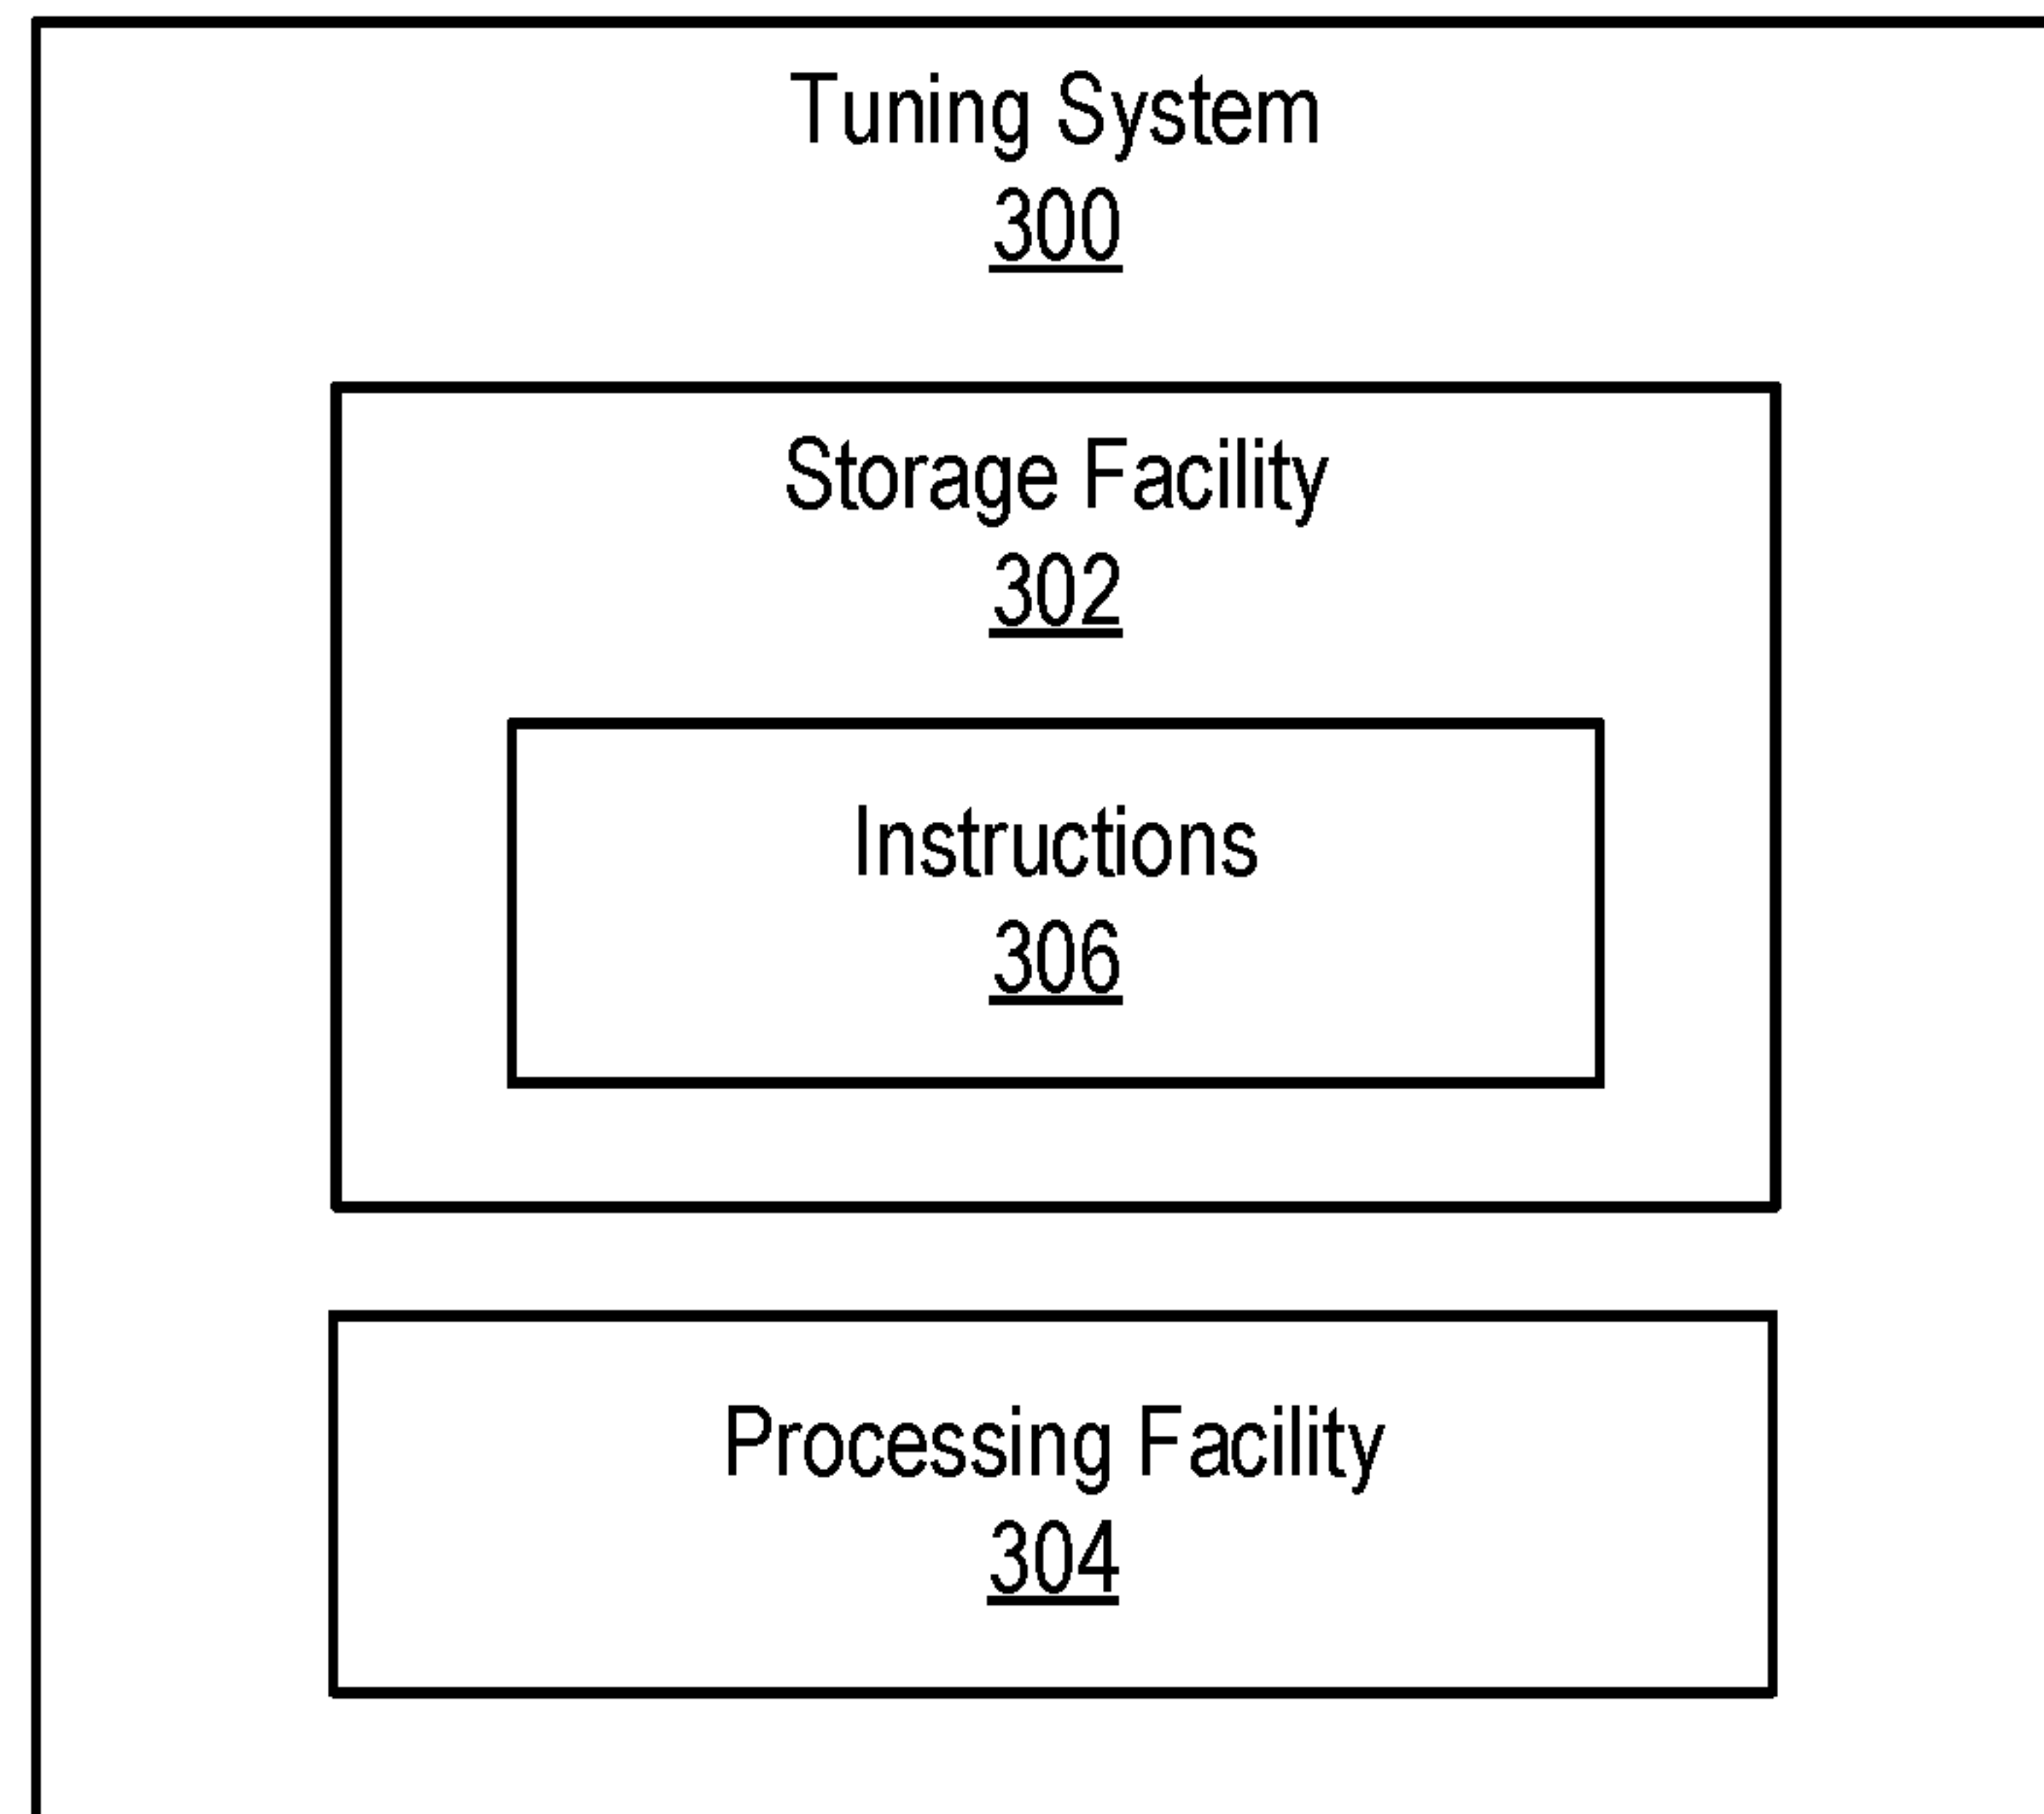 Tuning System
300
Storage Facility
302
Instructions
306
Processing Facility
304